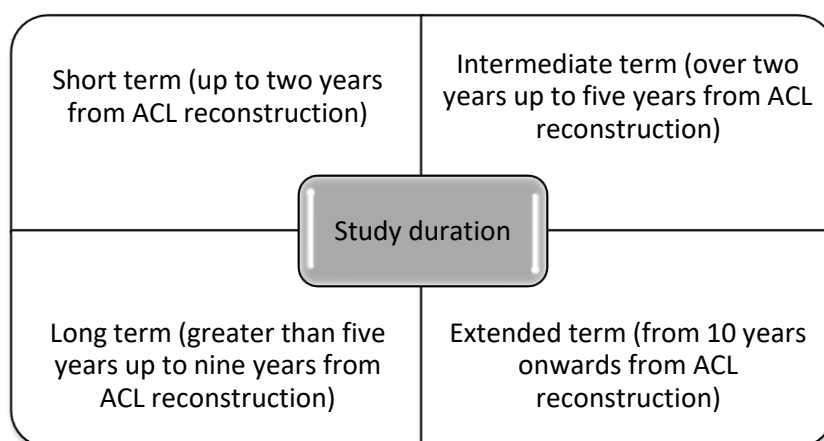 Short term (up to two years
from ACL reconstruction)
Intermediate term (over two
years up to five years from ACL
reconstruction)
Study duration
Long term (greater than five
years up to nine years from
ACL reconstruction)
Extended term (from 10 years
onwards from ACL
reconstruction)